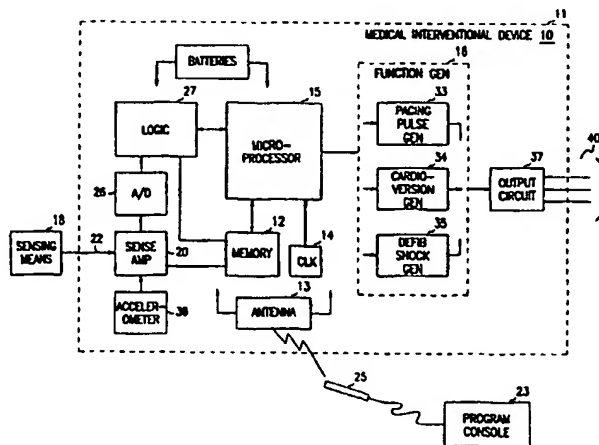 11
MEDICAL INTERVENTIONAL DEVICE 10
16
BATTERIES
FUNCTION GEN
27
15
33
LOGIC
MICRO-
PROCESSOR
PACING
PULSE
GEN
40
34
37
26
A/D
CARDIO-
VERSION
GEN
OUTPUT
CIRCUIT
18
12
14
35
SENSING
MEANS
22
SENSE
AMP
20
MEMORY
CLK
DEFIB
SHOCK
GEN
13
ACCELER-
OMETER
ANTENNA
36
25
23
PROGRAM
CONSOLE